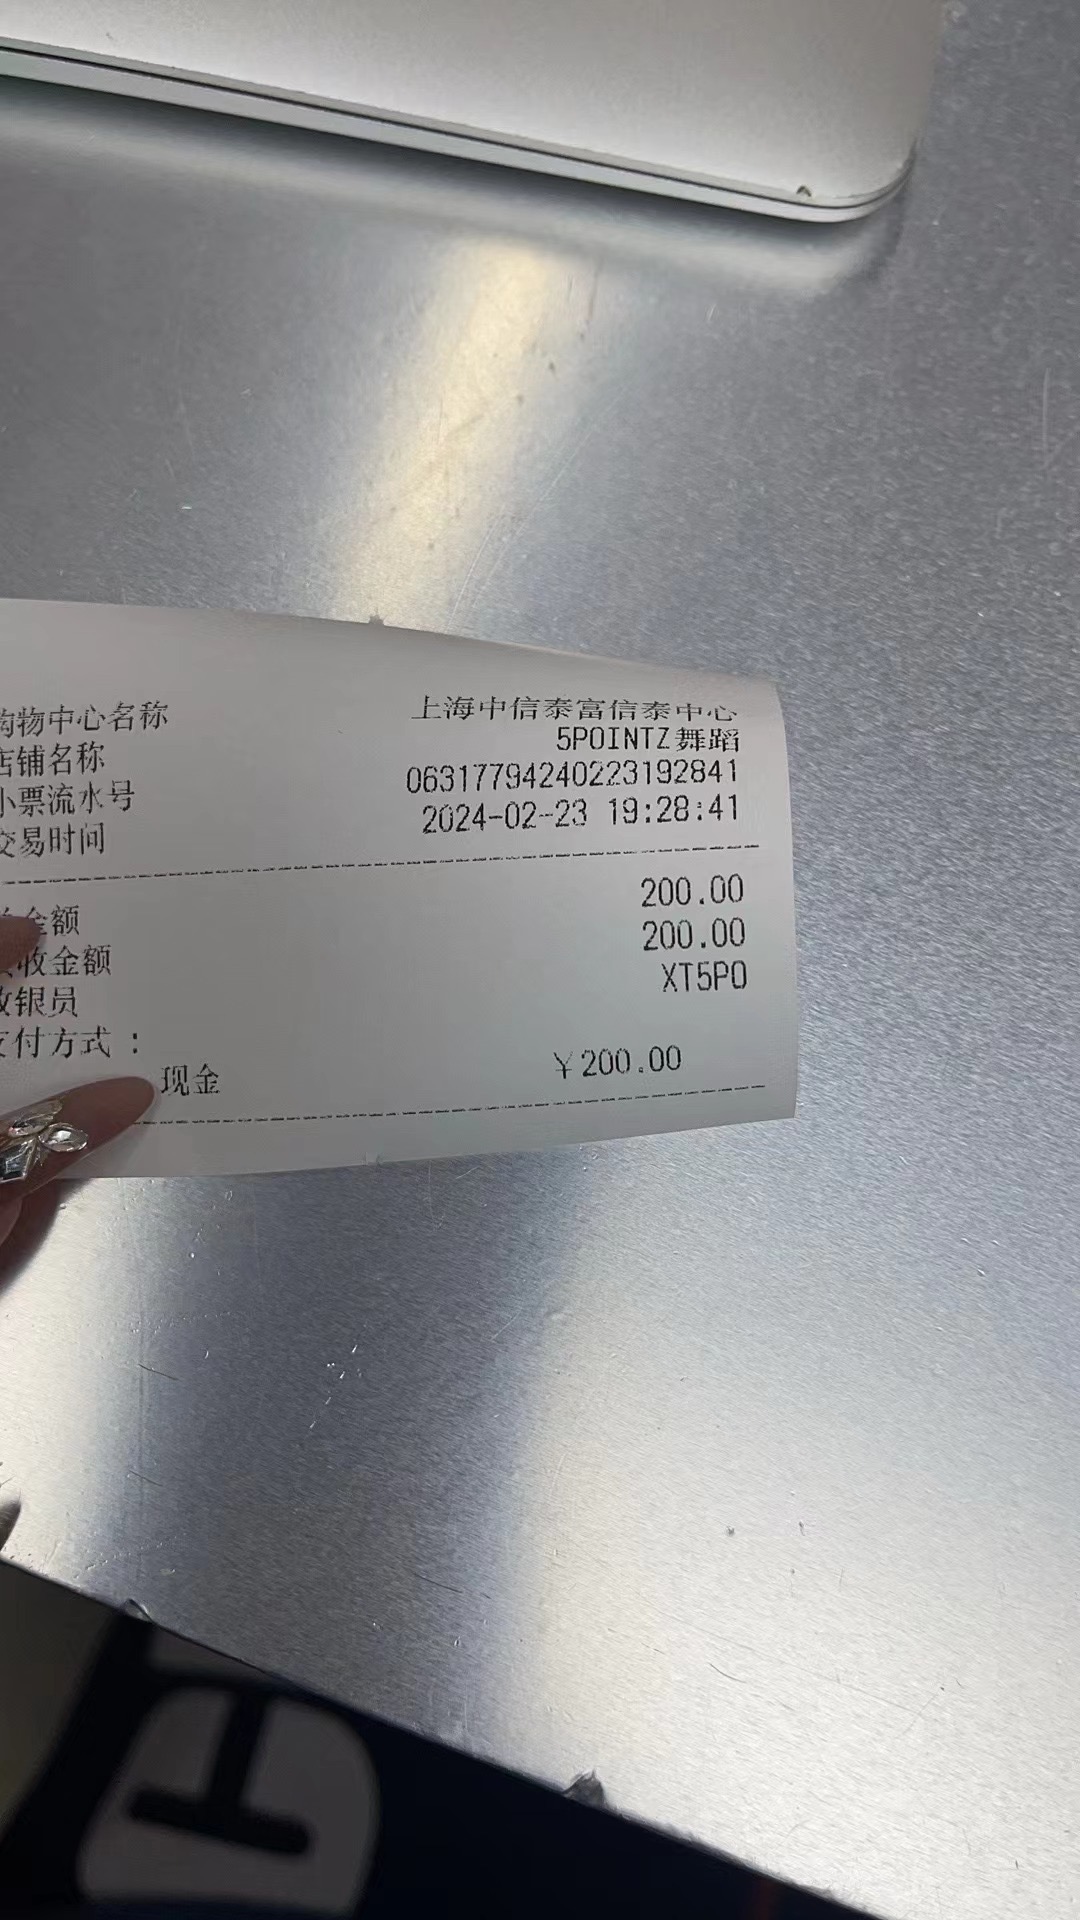 购物中心名称 上海中信泰富信泰中心
店铺名称 5POINTZ舞蹈
小票流水号 06317794240223192841
交易时间 2024-02-23 19:28:41
金额 200.00
收金额 200.00
收银员 XT5PO
支付方式：
现金 ￥200.00